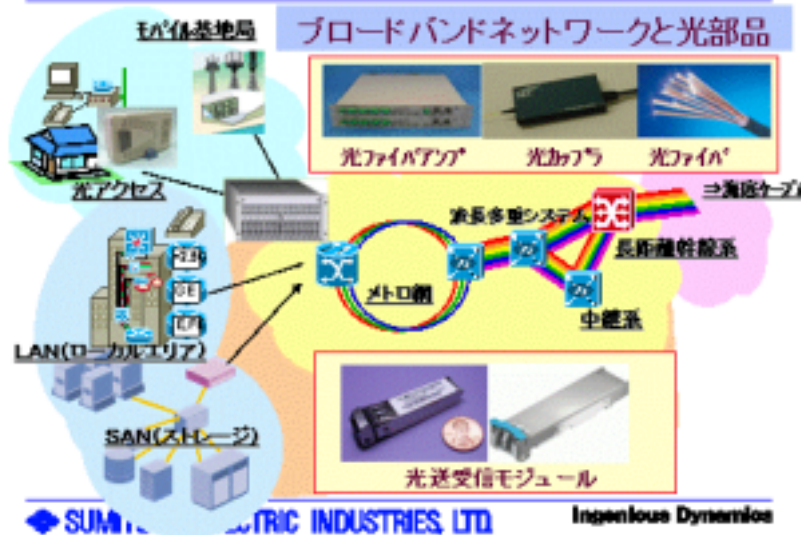 ブロードバンドネットワークと光部品
モバイル基地局
光ファイバアンプ
光カップラ
光ファイバ
光アクセス
⇒海底ケーブル
波長多重システム
長距離幹線系
メトロ網
中継系
GE
LAN(ローカルエリア)
SAN(ストレージ)
光送受信モジュール
INDUSTRIES, LTD
Ingenious Dynamics